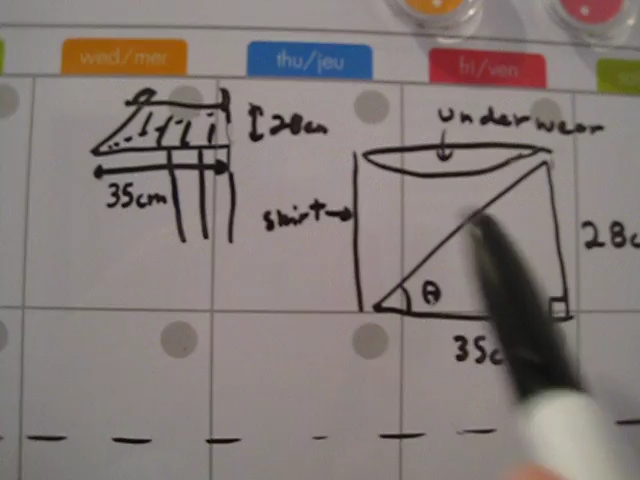 wed/mer
thu/jeu
fri/ven
28cm
35cm
underwear
shirt
θ
28c
35c